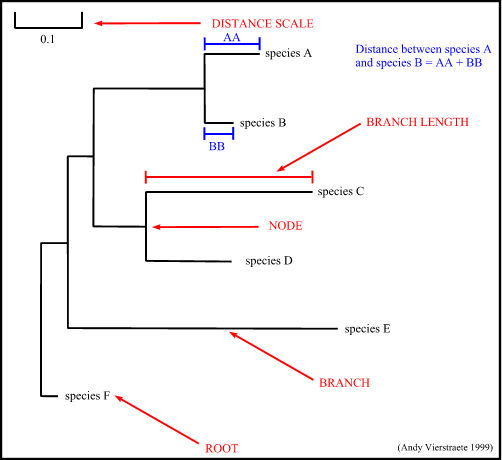 DISTANCE SCALE
0.1
AA
species A
Distance between species A
and species B = AA + BB
species B
BB
BRANCH LENGTH
species C
NODE
species D
species E
BRANCH
species F
ROOT
(Andy Vierstraete 1999)